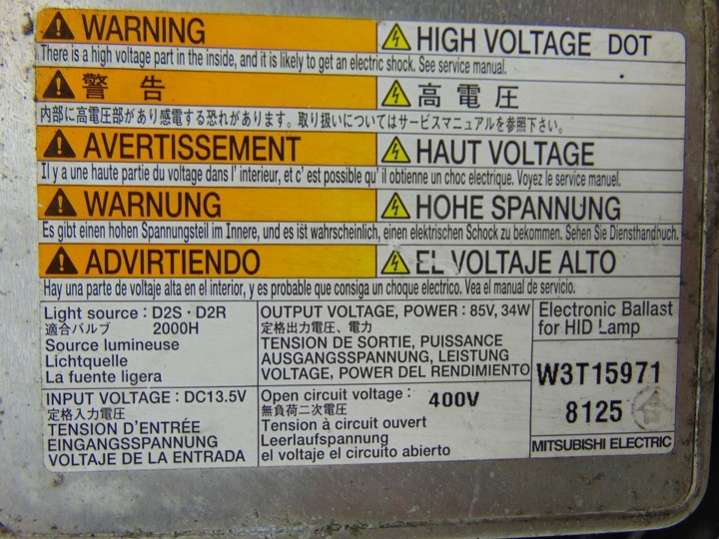 WARNING HIGH VOLTAGE DOT
There is a high voltage part in the inside, and it is likely to get an electric shock. See service manual.
警告 高電圧
内部に高電圧部があり感電する恐れがあります。取り扱いについてはサービスマニュアルを参照下さい。
AVERTISSEMENT HAUT VOLTAGE
Il y a une haute partie du voltage dans l' interieur, et c' est possible qu' il obtienne un choc electrique. Voyez le service manuel.
WARNUNG HOHE SPANNUNG
Es gibt einen hohen Spannungsteil im Innere, und es ist wahrscheinlich, einen elektrischen Schock zu bekommen. Sehen Sie Diensthandhuch.
ADVIRTIENDO EL VOLTAJE ALTO
Hay una parte de voltaje alta en el interior, y es probable que consiga un choque eléctrico. Vea el manual de servicio.
Light source : D2S · D2R
適合バルブ 2000H
Source lumineuse
Lichtquelle
La fuente ligera
OUTPUT VOLTAGE, POWER : 85V, 34W
定格出力電圧、電力
TENSION DE SORTIE, PUISSANCE
AUSGANGSSPANNUNG, LEISTUNG
VOLTAJE, POWER DEL RENDIMIENTO
Electronic Ballast
for HID Lamp
INPUT VOLTAGE : DC13.5V
定格入力電圧
TENSION D'ENTRÉE
EINGANGSSPANNUNG
VOLTAJE DE LA ENTRADA
Open circuit voltage : 400V
無負荷二次電圧
Tension à circuit ouvert
Leerlaufspannung
el voltaje el circuito abierto
W3T15971
8125
MITSUBISHI ELECTRIC